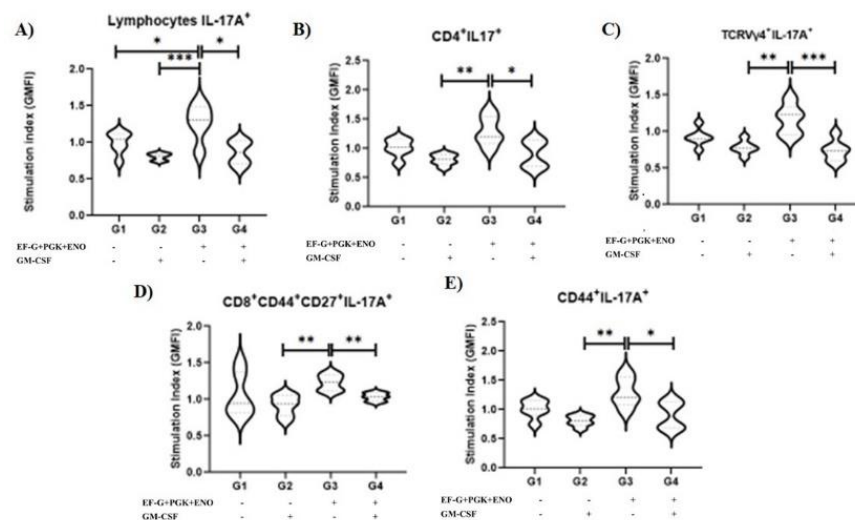 A)
Lymphocytes IL-17A⁺
* *
***
Stimulation Index (GMFI)
2.0
1.5
1.0
0.5
0.0
G1 G2 G3 G4
EF-G+PGK+ENO - - + +
GM-CSF - + - +
B)
CD4⁺IL17⁺
** *
Stimulation Index (GMFI)
2.5
2.0
1.5
1.0
0.5
0.0
G1 G2 G3 G4
EF-G+PGK+ENO - - + +
GM-CSF - + - +
C)
TCRVγ4⁺IL-17A⁺
** ***
Stimulation Index (GMFI)
2.0
1.5
1.0
0.5
0.0
G1 G2 G3 G4
EF-G+PGK+ENO - - + +
GM-CSF - + - +
D)
CD8⁺CD44⁺CD27⁺IL-17A⁺
** **
Stimulation Index (GMFI)
2.0
1.5
1.0
0.5
0.0
G1 G2 G3 G4
EF-G+PGK+ENO - - + +
GM-CSF - + - +
E)
CD44⁺IL-17A⁺
** *
Stimulation Index (GMFI)
2.5
2.0
1.5
1.0
0.5
0.0
G1 G2 G3 G4
EF-G+PGK+ENO - - + +
GM-CSF - + - +